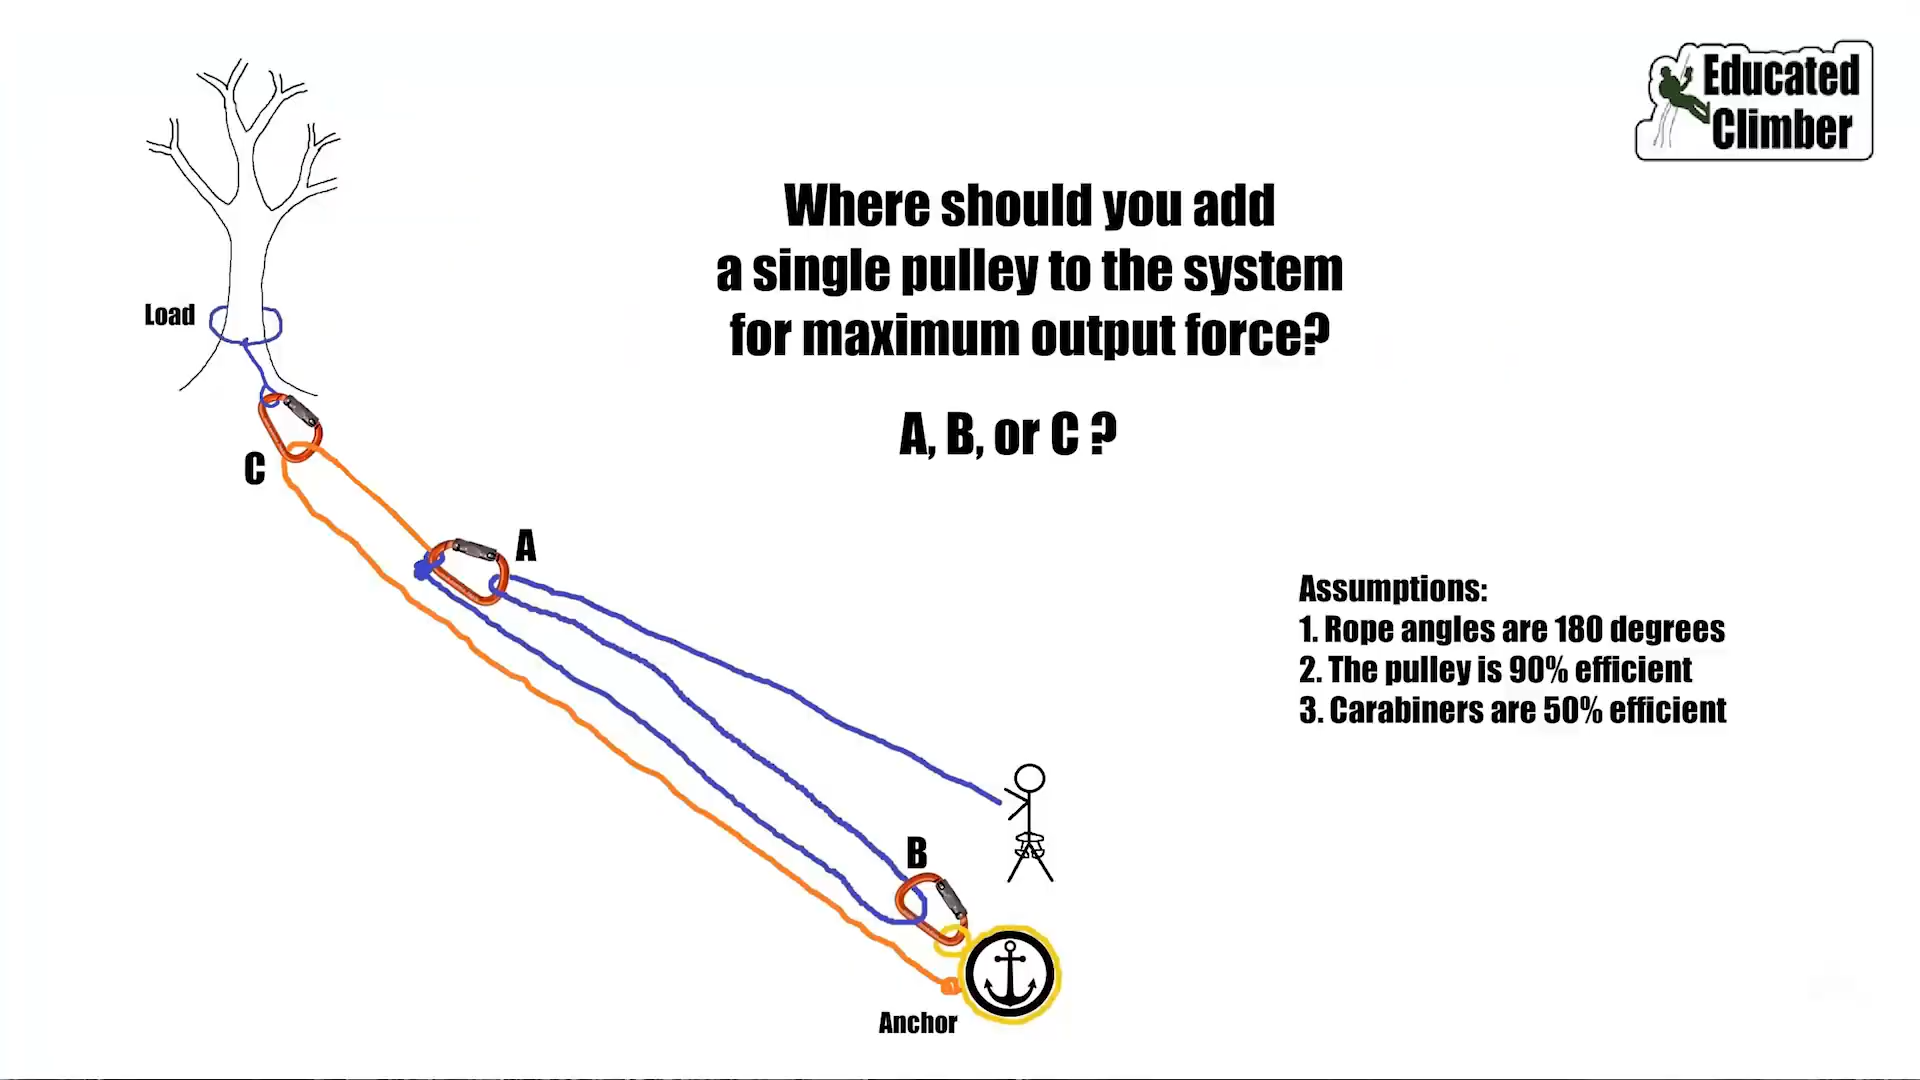 Educated
Climber
Where should you add
a single pulley to the system
for maximum output force?
A, B, or C ?
Load
C
A
Assumptions:
1. Rope angles are 180 degrees
2. The pulley is 90% efficient
3. Carabiners are 50% efficient
B
Anchor